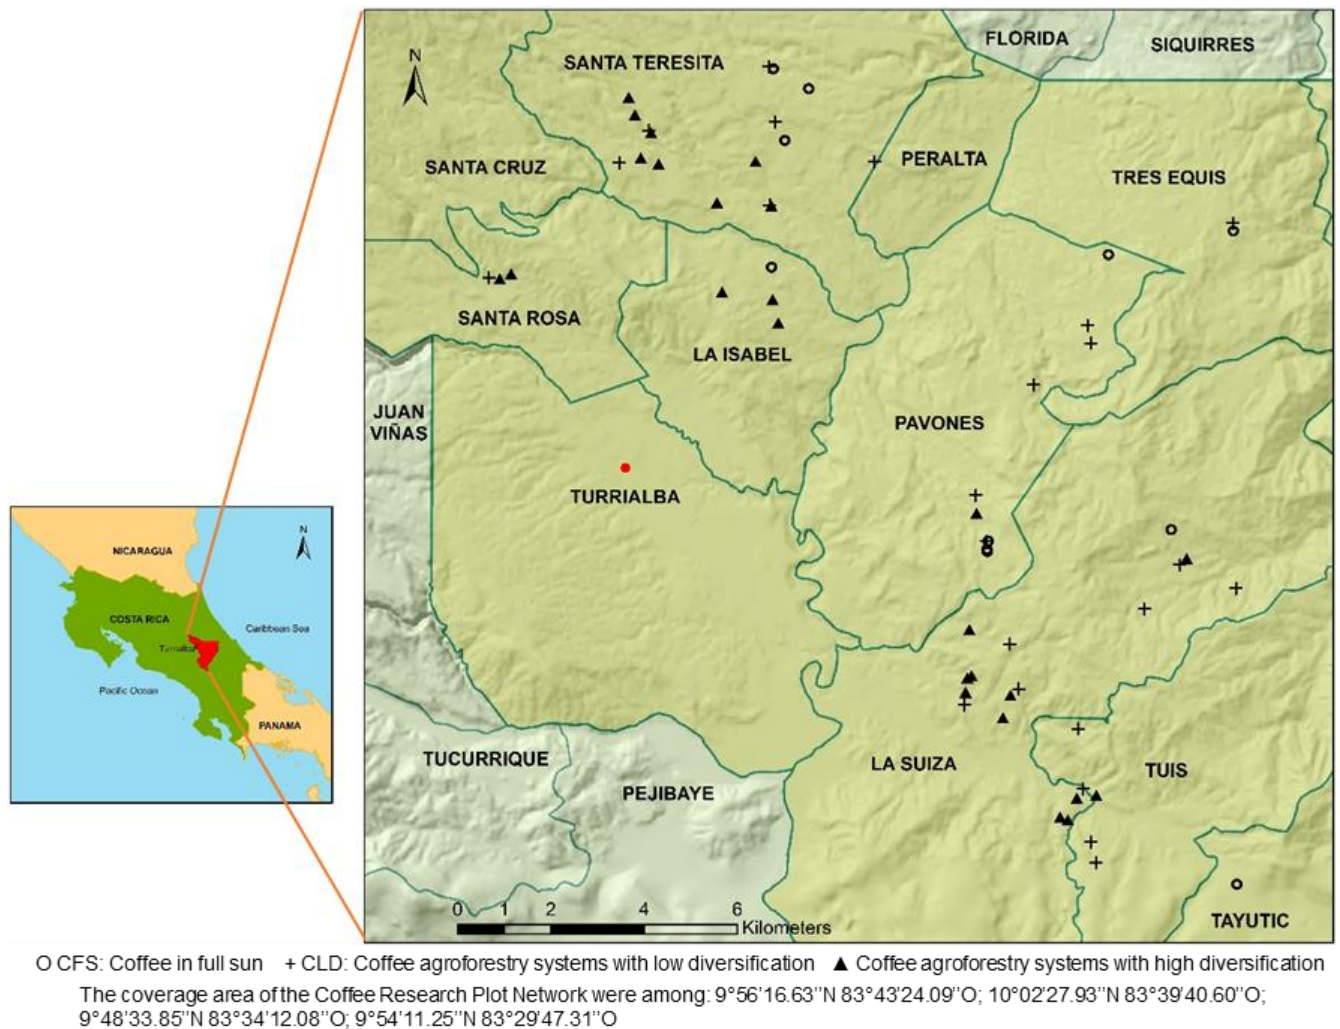 N
FLORIDA
SIQUIRRES
SANTA TERESITA
SANTA CRUZ
PERALTA
TRES EQUIS
SANTA ROSA
LA ISABEL
JUAN
VIÑAS
PAVONES
TURRIALBA
N
NICARAGUA
COSTA RICA
Caribbean Sea
Turrialba
Pacific Ocean
PANAMA
TUCURRIQUE
PEJIBAYE
LA SUIZA
TUIS
TAYUTIC
0 1 2 4 6
Kilometers
O CFS: Coffee in full sun + CLD: Coffee agroforestry systems with low diversification ▲ Coffee agroforestry systems with high diversification
The coverage area of the Coffee Research Plot Network were among: 9°56'16.63"N 83°43'24.09"O; 10°02'27.93"N 83°39'40.60"O;
9°48'33.85"N 83°34'12.08"O; 9°54'11.25"N 83°29'47.31"O